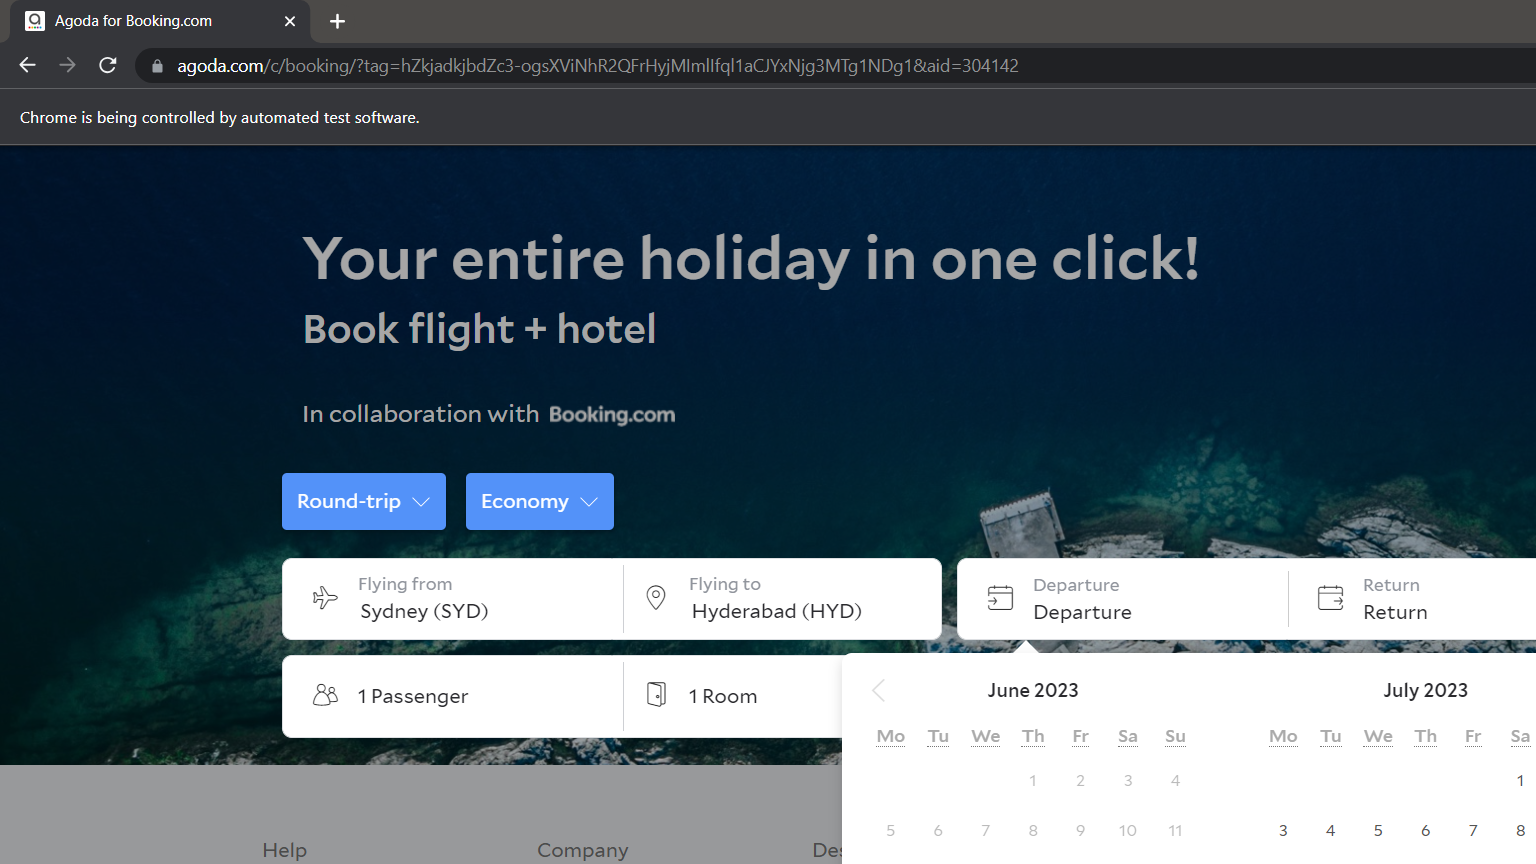 Agoda for Booking.com
agoda.com/c/booking/?tag=hZkjadkjbdZc3-ogsXViNhR2QFrHyjMImlIfql1aCJYxNjg3MTg1NDg1&aid=304142
Chrome is being controlled by automated test software.
Your entire holiday in one click!
Book flight + hotel
In collaboration with Booking.com
Round-trip Economy
Flying from Flying to Departure Return
Sydney (SYD) Hyderabad (HYD) Departure Return
1 Passenger 1 Room
June 2023 July 2023
Mo Tu We Th Fr Sa Su Mo Tu We Th Fr Sa
1 2 3 4 1
5 6 7 8 9 10 11 3 4 5 6 7 8
Help Company